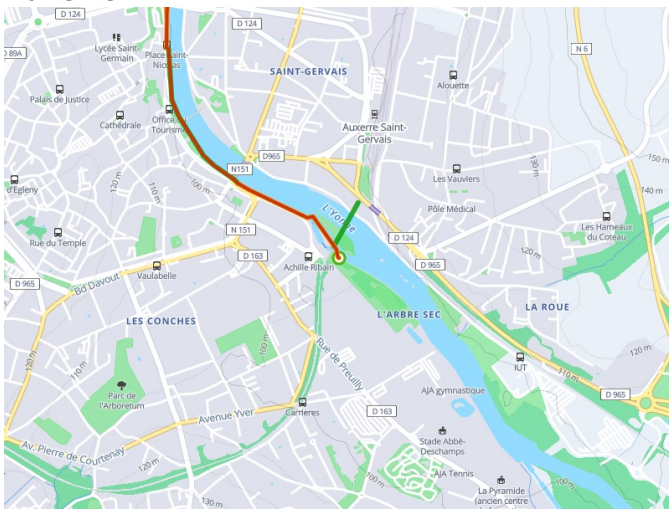 D 124
D 124
N 6
D 89A
Lycée Saint-
Germain
Place Saint-
Nicolas
SAINT-GERVAIS
Alouette
Palais de Justice
Cathédrale
Office
Tourisme
Auxerre Saint-
Gervais
150 m
130 m
140 m
D965
N151
Les Vauviers
d'Egleny
120 m
110 m
100 m
L'Yonne
Pôle Médical
Les Hameaux
du Coteau
Rue du Temple
N 151
D 124
120 m
D 163
Achille Ribain
D 965
Vaulabelle
D 965
Bd Davout
LES CONCHES
L'ARBRE SEC
LA ROUE
120 m
110 m
100 m
Rue de Preuilly
120 m
IUT
110 m
Parc de
l'Arboretum
AJA gymnastique
D 965
Carrières
D 163
Avenue Yver
Stade Abbé-
Deschamps
Av. Pierre de Courtenay
120 m
AJA Tennis
100 m
La Pyramide
(ancien centre
100 m
130 m